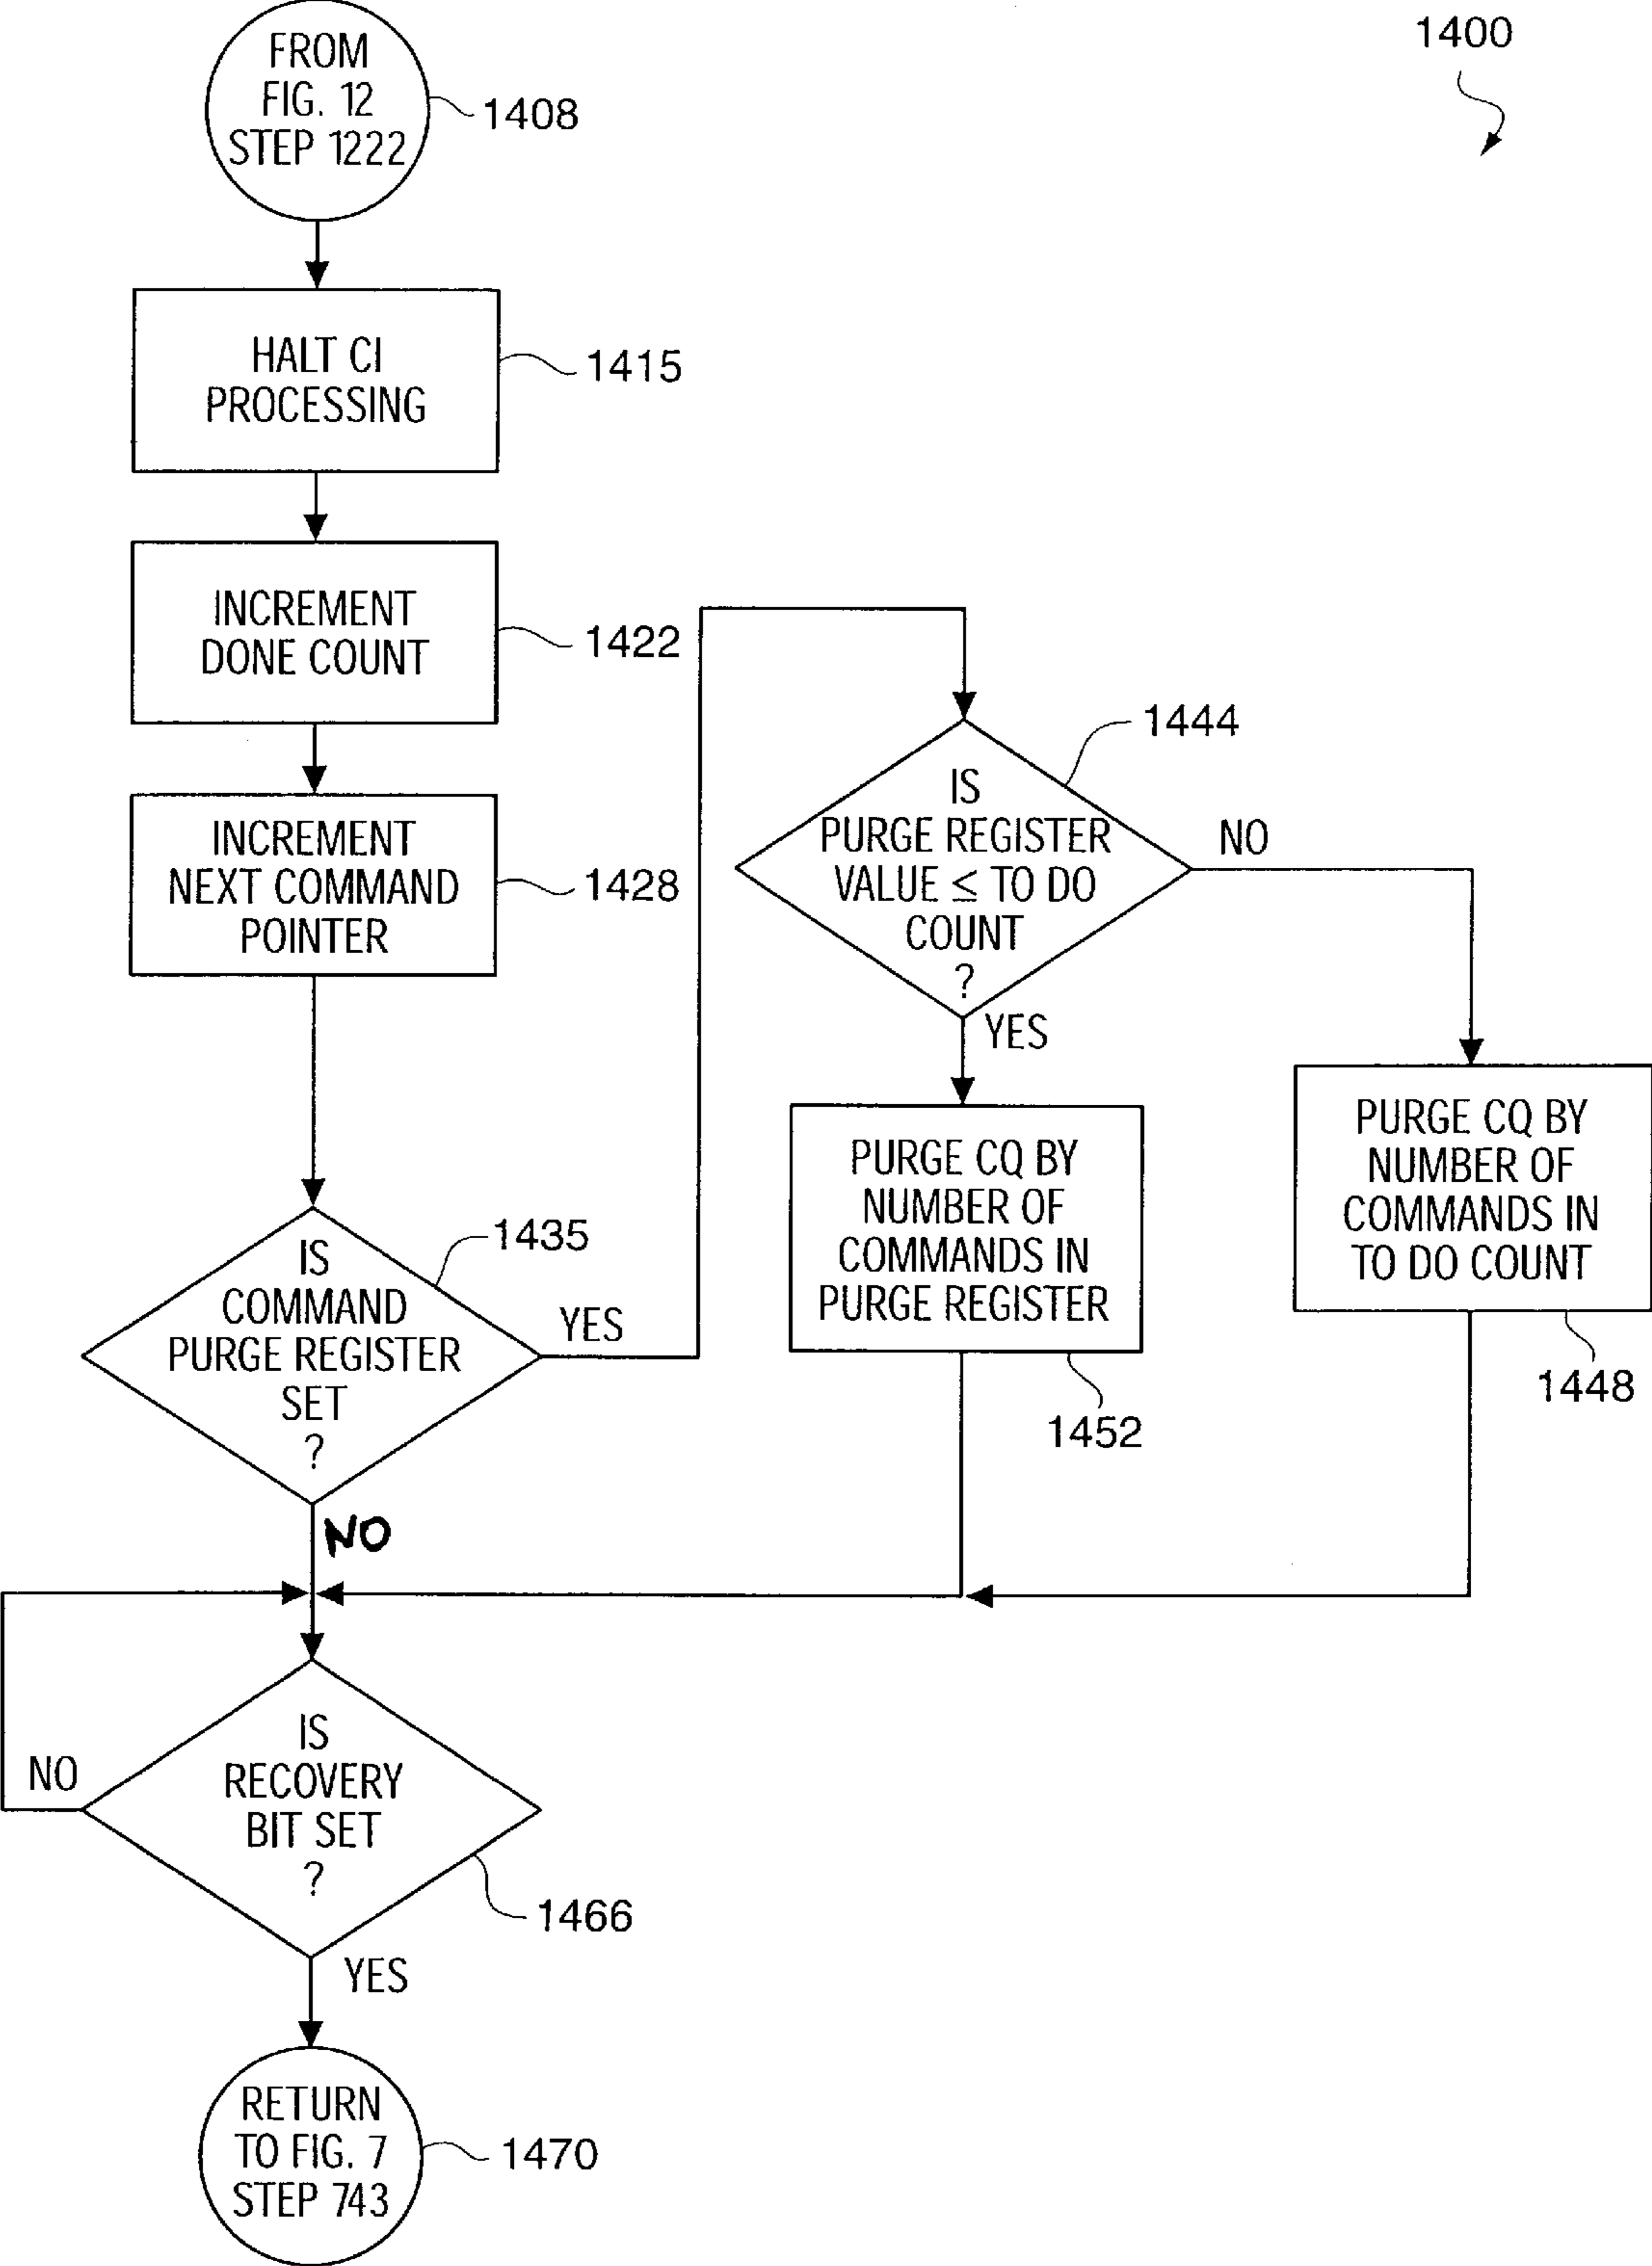 FROM
FIG. 12
STEP 1222
1408
1400
HALT CI
PROCESSING
1415
INCREMENT
DONE COUNT
1422
INCREMENT
NEXT COMMAND
POINTER
1428
IS
COMMAND
PURGE REGISTER
SET
?
1435
YES
NO
IS
PURGE REGISTER
VALUE ≤ TO DO
COUNT
?
1444
NO
YES
PURGE CQ BY
NUMBER OF
COMMANDS IN
PURGE REGISTER
1452
PURGE CQ BY
NUMBER OF
COMMANDS IN
TO DO COUNT
1448
IS
RECOVERY
BIT SET
?
1466
NO
YES
RETURN
TO FIG. 7
STEP 743
1470